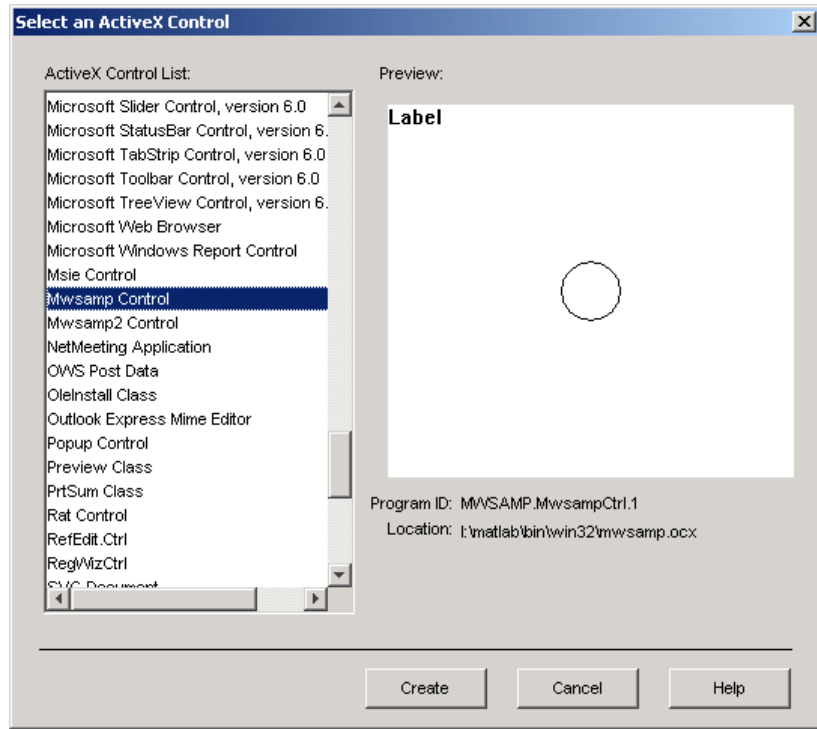 Select an ActiveX Control
ActiveX Control List:
Microsoft Slider Control, version 6.0
Microsoft StatusBar Control, version 6.
Microsoft TabStrip Control, version 6.0
Microsoft Toolbar Control, version 6.0
Microsoft TreeView Control, version 6.
Microsoft Web Browser
Microsoft Windows Report Control
Msie Control
Mwsamp Control
Mwsamp2 Control
NetMeeting Application
OWS Post Data
OleInstall Class
Outlook Express Mime Editor
Popup Control
Preview Class
PrtSum Class
Rat Control
RefEdit.Ctrl
RegWizCtrl
Preview:
Label
Program ID: MWSAMP.MwsampCtrl.1
Location: I:\matlab\bin\win32\mwsamp.ocx
Create
Cancel
Help